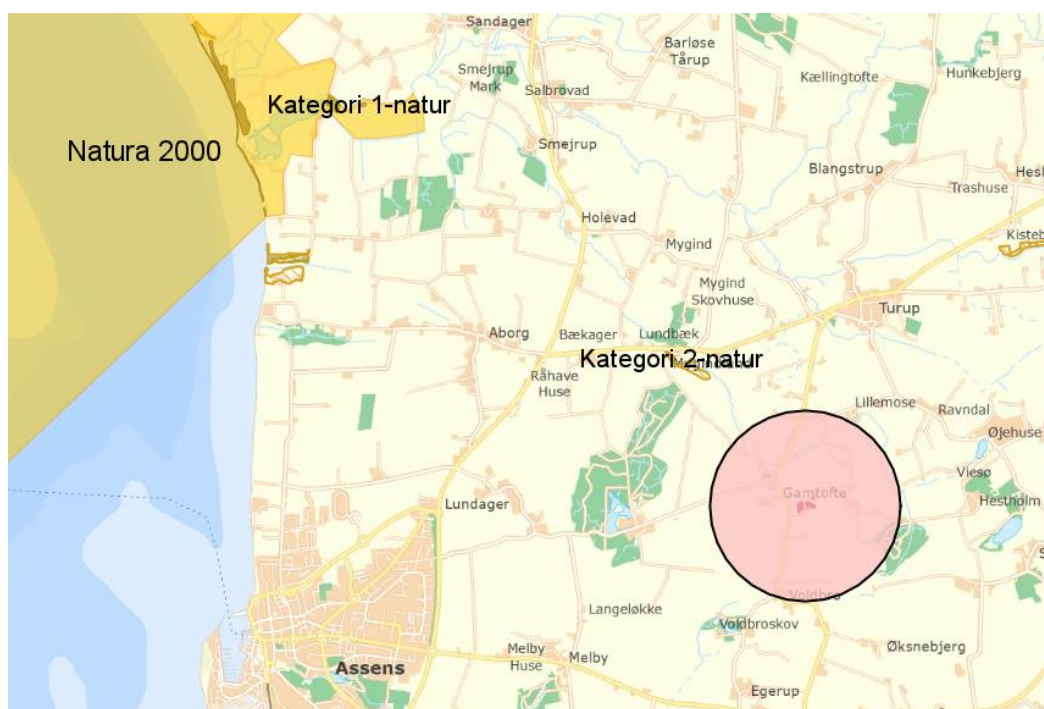 Sandager
Barløse
Tårup
Smejrup
Mark
Kællingtofte
Hunkebjerg
Salbrovad
Kategori 1-natur
Smejrup
Natura 2000
Blangstrup
Trashuse
Holevad
Mygind
Mygind
Skovhuse
Turup
Aborg
Bækager
Lundbæk
Kategori 2-natur
Råhave
Huse
Lillemose
Ravndal
Øjehuse
Viesø
Gamtofte
Hestholm
Lundager
Langeløkke
Voldbro
Voldbroskov
Assens
Melby
Huse
Melby
Øksnebjerg
Egerup